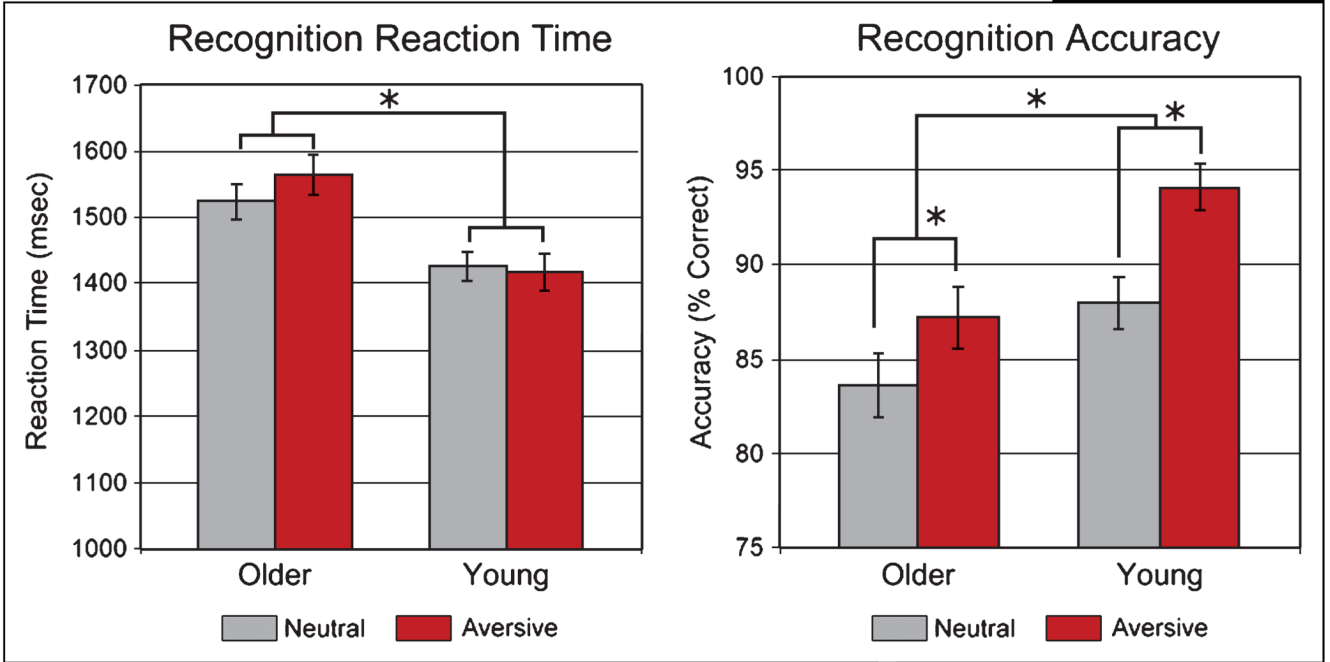 Recognition Reaction Time
1700
1600
1500
1400
1300
1200
1100
1000
Reaction Time (msec)
*
Older Young
Neutral Aversive
Recognition Accuracy
100
95
90
85
80
75
Accuracy (% Correct)
*
*
*
Older Young
Neutral Aversive